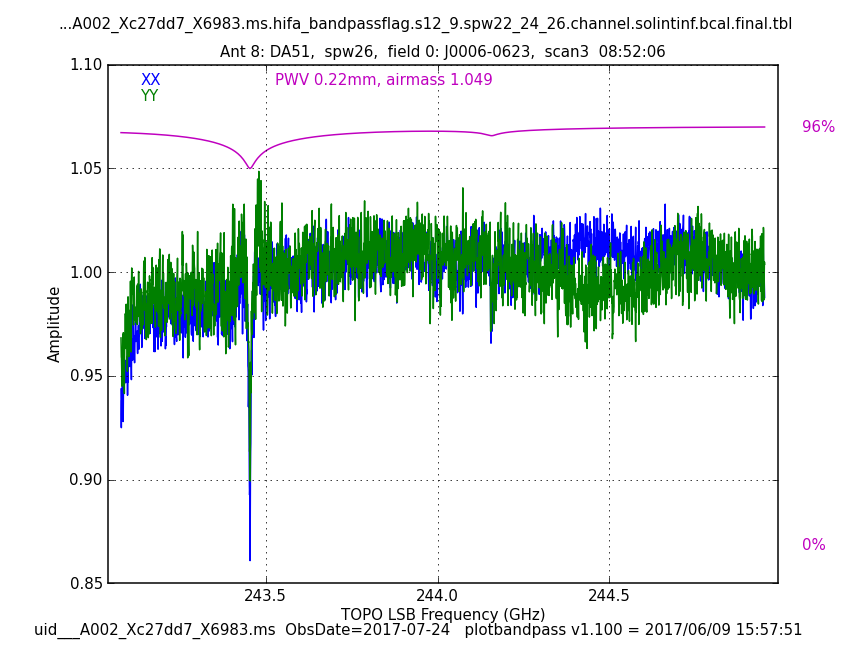 ...A002_Xc27dd7_X6983.ms.hifa_bandpassflag.s12_9.spw22_24_26.channel.solintinf.bcal.final.tbl
Ant 8: DA51,  spw26,  field 0: J0006-0623,  scan3  08:52:06
1.10
XX
PWV 0.22mm, airmass 1.049
YY
96%
1.05
1.00
Amplitude
0.95
0.90
0%
0.85
243.5
244.0
244.5
TOPO LSB Frequency (GHz)
uid___A002_Xc27dd7_X6983.ms  ObsDate=2017-07-24   plotbandpass v1.100 = 2017/06/09 15:57:51